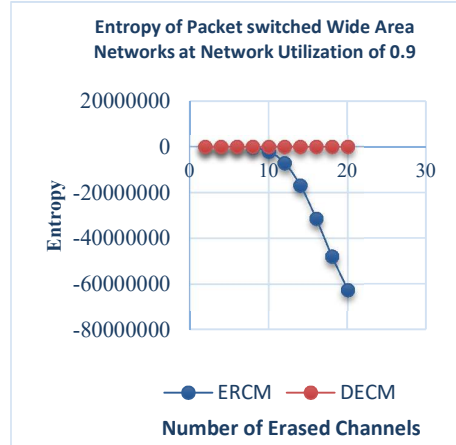 Entropy of Packet switched Wide Area
Networks at Network Utilization of 0.9
20000000
0
0 10 20 30
-20000000
-40000000
-60000000
-80000000
Entropy
ERCM DECM
Number of Erased Channels